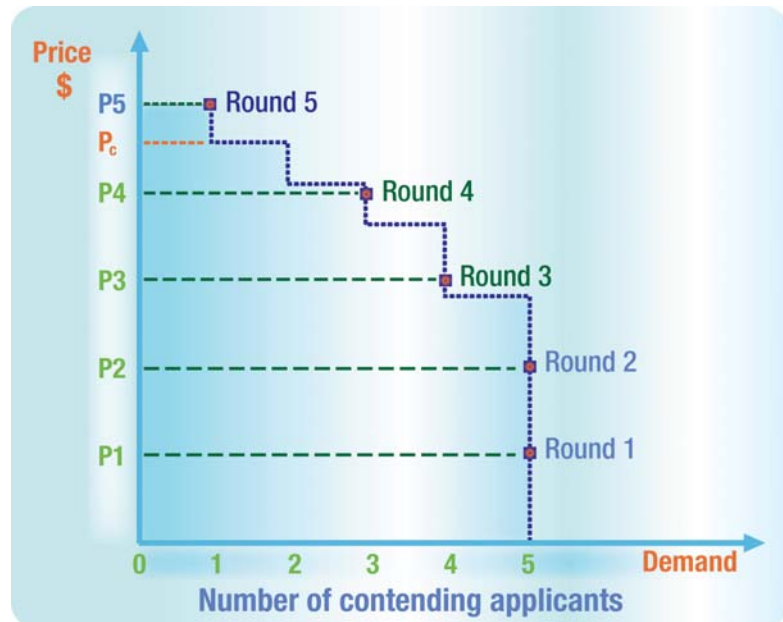 Price
$
P5
Round 5
Pc
P4
Round 4
P3
Round 3
P2
Round 2
P1
Round 1
0 1 2 3 4 5 Demand
Number of contending applicants